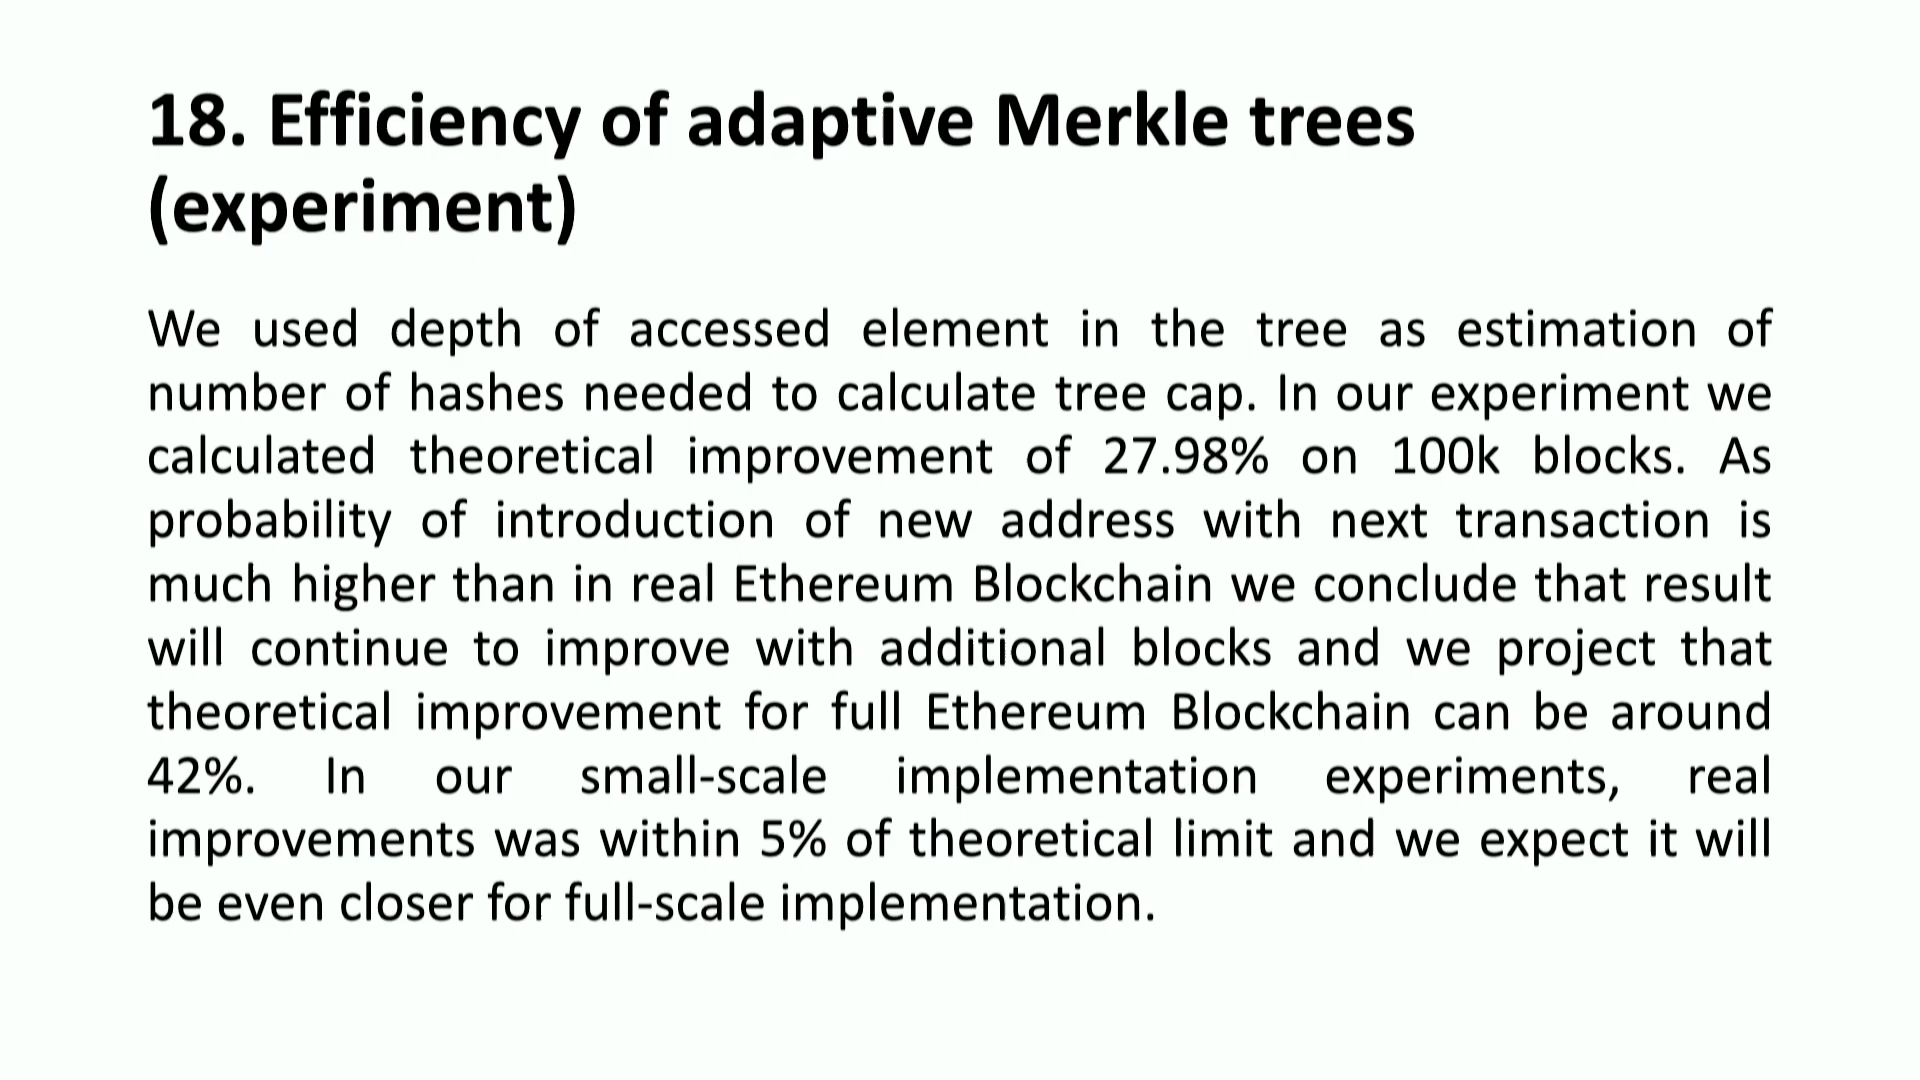 18. Efficiency of adaptive Merkle trees
(experiment)
We used depth of accessed element in the tree as estimation of
number of hashes needed to calculate tree cap. In our experiment we
calculated theoretical improvement of 27.98% on 100k blocks. As
probability of introduction of new address with next transaction is
much higher than in real Ethereum Blockchain we conclude that result
will continue to improve with additional blocks and we project that
theoretical improvement for full Ethereum Blockchain can be around
42%. In our small-scale implementation experiments, real
improvements was within 5% of theoretical limit and we expect it will
be even closer for full-scale implementation.